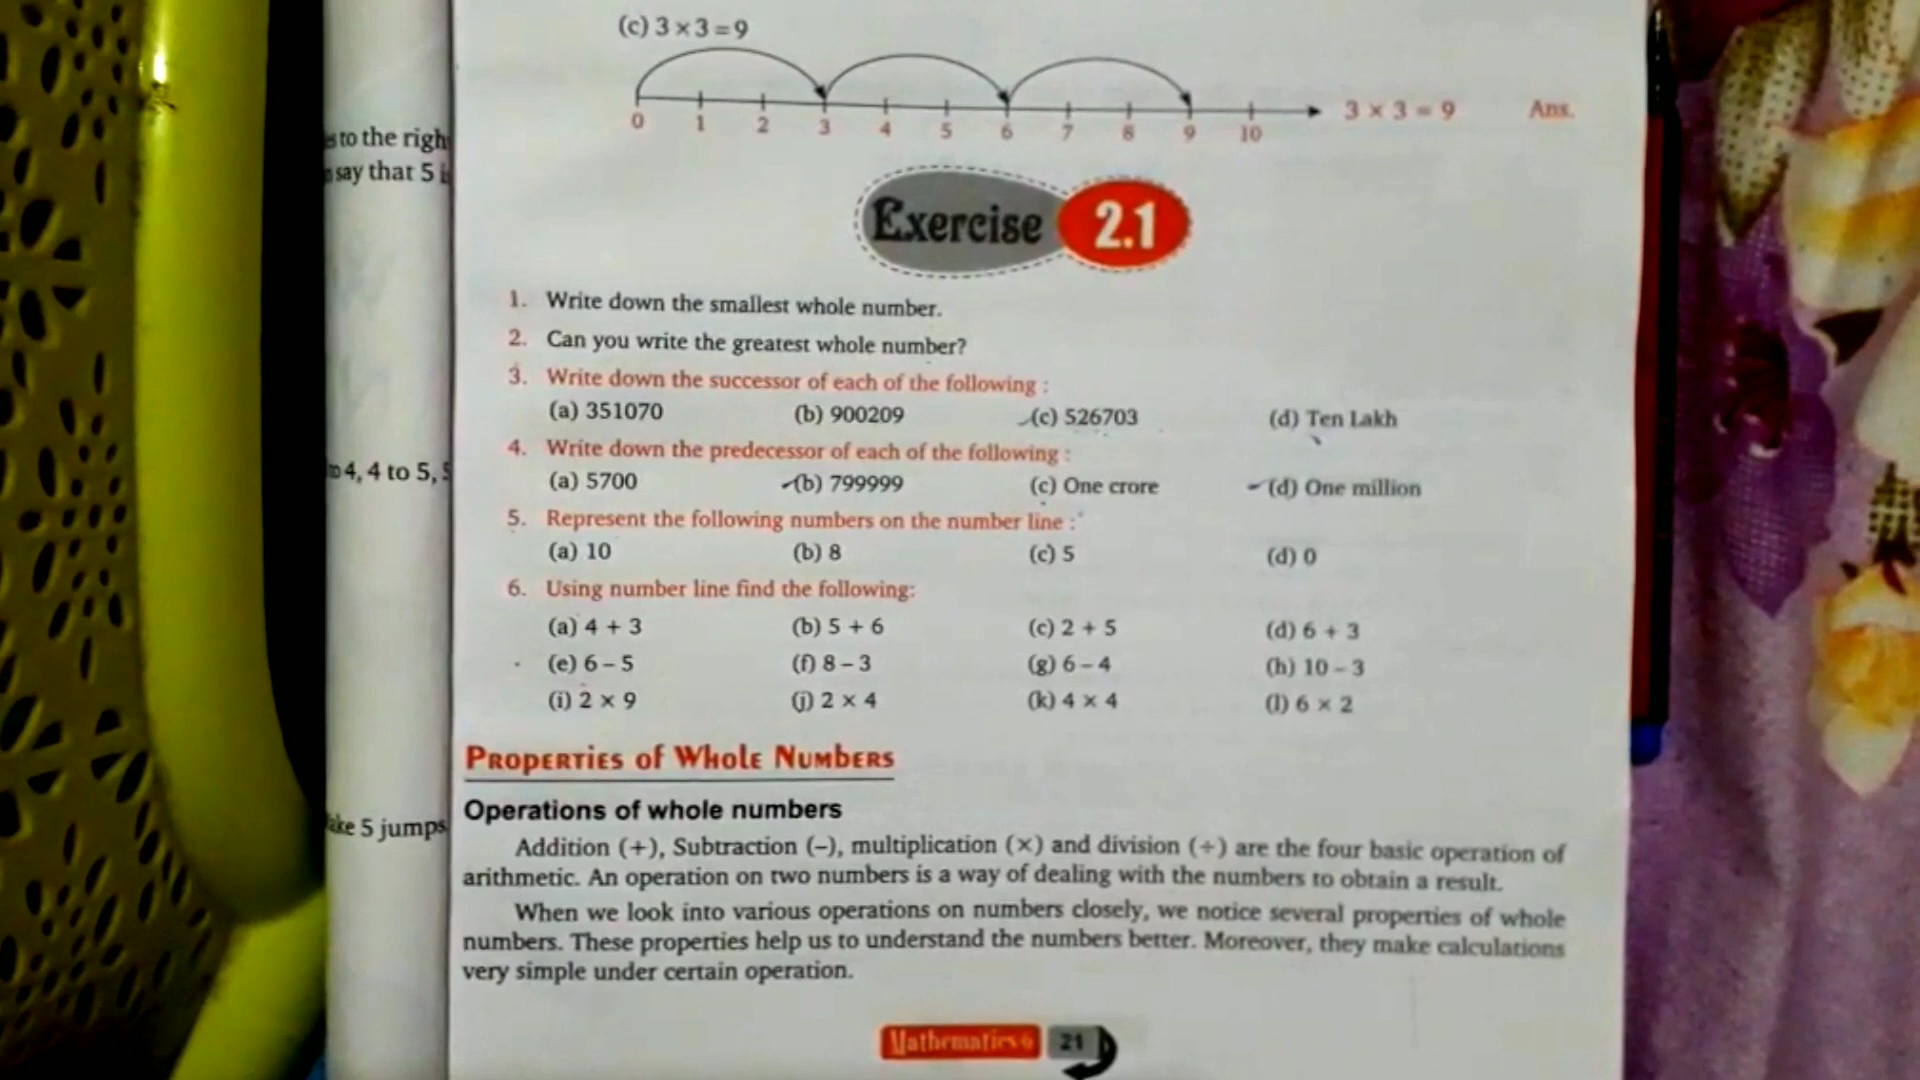 (c) 3 × 3 = 9
0 1 2 3 4 5 6 7 8 9 10
3 × 3 = 9 Ans.
to the righ
say that 5
4, 4 to 5, 5
5 jumps
Exercise 2.1
1. Write down the smallest whole number.
2. Can you write the greatest whole number?
3. Write down the successor of each of the following :
(a) 351070 (b) 900209 (c) 526703 (d) Ten Lakh
4. Write down the predecessor of each of the following :
(a) 5700 (b) 799999 (c) One crore (d) One million
5. Represent the following numbers on the number line :
(a) 10 (b) 8 (c) 5 (d) 0
6. Using number line find the following:
(a) 4 + 3 (b) 5 + 6 (c) 2 + 5 (d) 6 + 3
(e) 6 – 5 (f) 8 – 3 (g) 6 – 4 (h) 10 – 3
(i) 2 × 9 (j) 2 × 4 (k) 4 × 4 (l) 6 × 2
Properties of Whole Numbers
Operations of whole numbers
Addition (+), Subtraction (–), multiplication (×) and division (÷) are the four basic operation of
arithmetic. An operation on two numbers is a way of dealing with the numbers to obtain a result.
When we look into various operations on numbers closely, we notice several properties of whole
numbers. These properties help us to understand the numbers better. Moreover, they make calculations
very simple under certain operation.
Mathematics-6 21